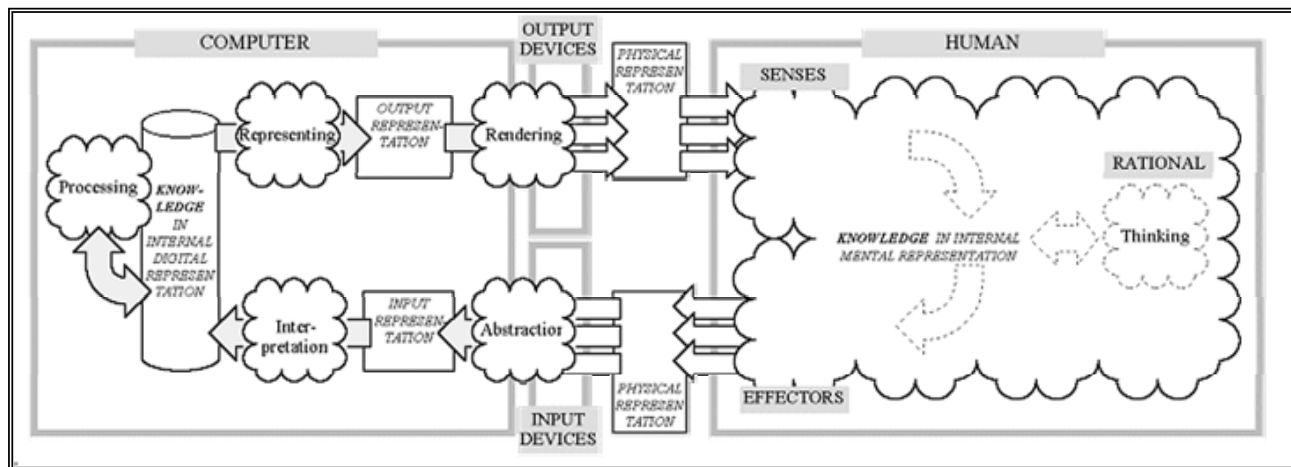 COMPUTER
OUTPUT
DEVICES
HUMAN
PHYSICAL
REPRESEN
TATION
SENSES
Representing
OUTPUT
REPRESEN-
TATION
Rendering
Processing
KNOW-
LEDGE
IN
INTERNAL
DIGITAL
REPRESEN
TATION
RATIONAL
Thinking
KNOWLEDGE IN INTERNAL
MENTAL REPRESENTATION
Inter-
pretation
INPUT
REPRESEN-
TATION
Abstraction
PHYSICAL
REPRESEN
TATION
EFFECTORS
INPUT
DEVICES